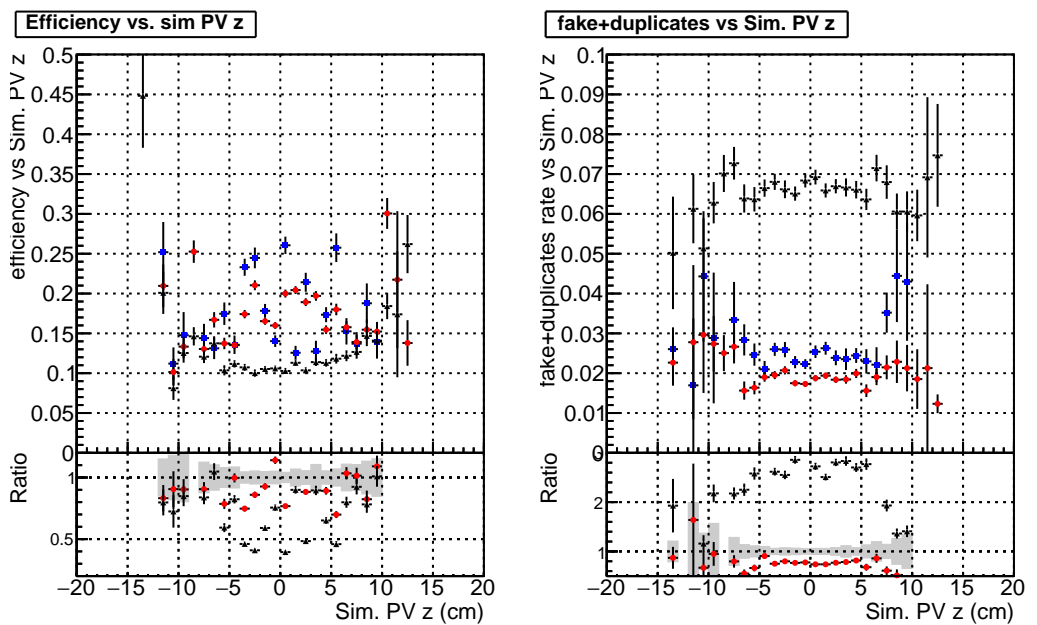 Efficiency vs. sim PV z
efficiency vs Sim. PV z
0.5
0.45
0.4
0.35
0.3
0.25
0.2
0.15
0.1
0.05
0
Ratio
1
0.5
−20 −15 −10 −5 0 5 10 15 20
Sim. PV z (cm)
fake+duplicates vs Sim. PV z
fake+duplicates rate vs Sim. PV z
0.1
0.09
0.08
0.07
0.06
0.05
0.04
0.03
0.02
0.01
Ratio
2
1
−20 −15 −10 −5 0 5 10 15 20
Sim. PV z (cm)